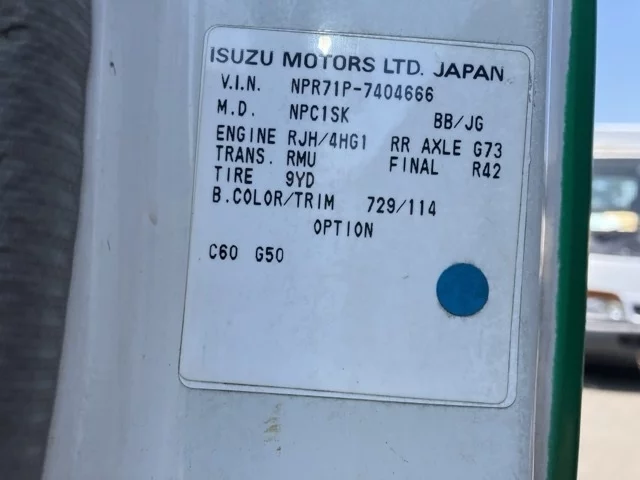 ISUZU MOTORS LTD. JAPAN
V.I.N. NPR71P-7404666
M.D. NPC1SK BB/JG
ENGINE RJH/4HG1 RR AXLE G73
TRANS. RMU FINAL R42
TIRE 9YD
B.COLOR/TRIM 729/114
OPTION
C60 G50